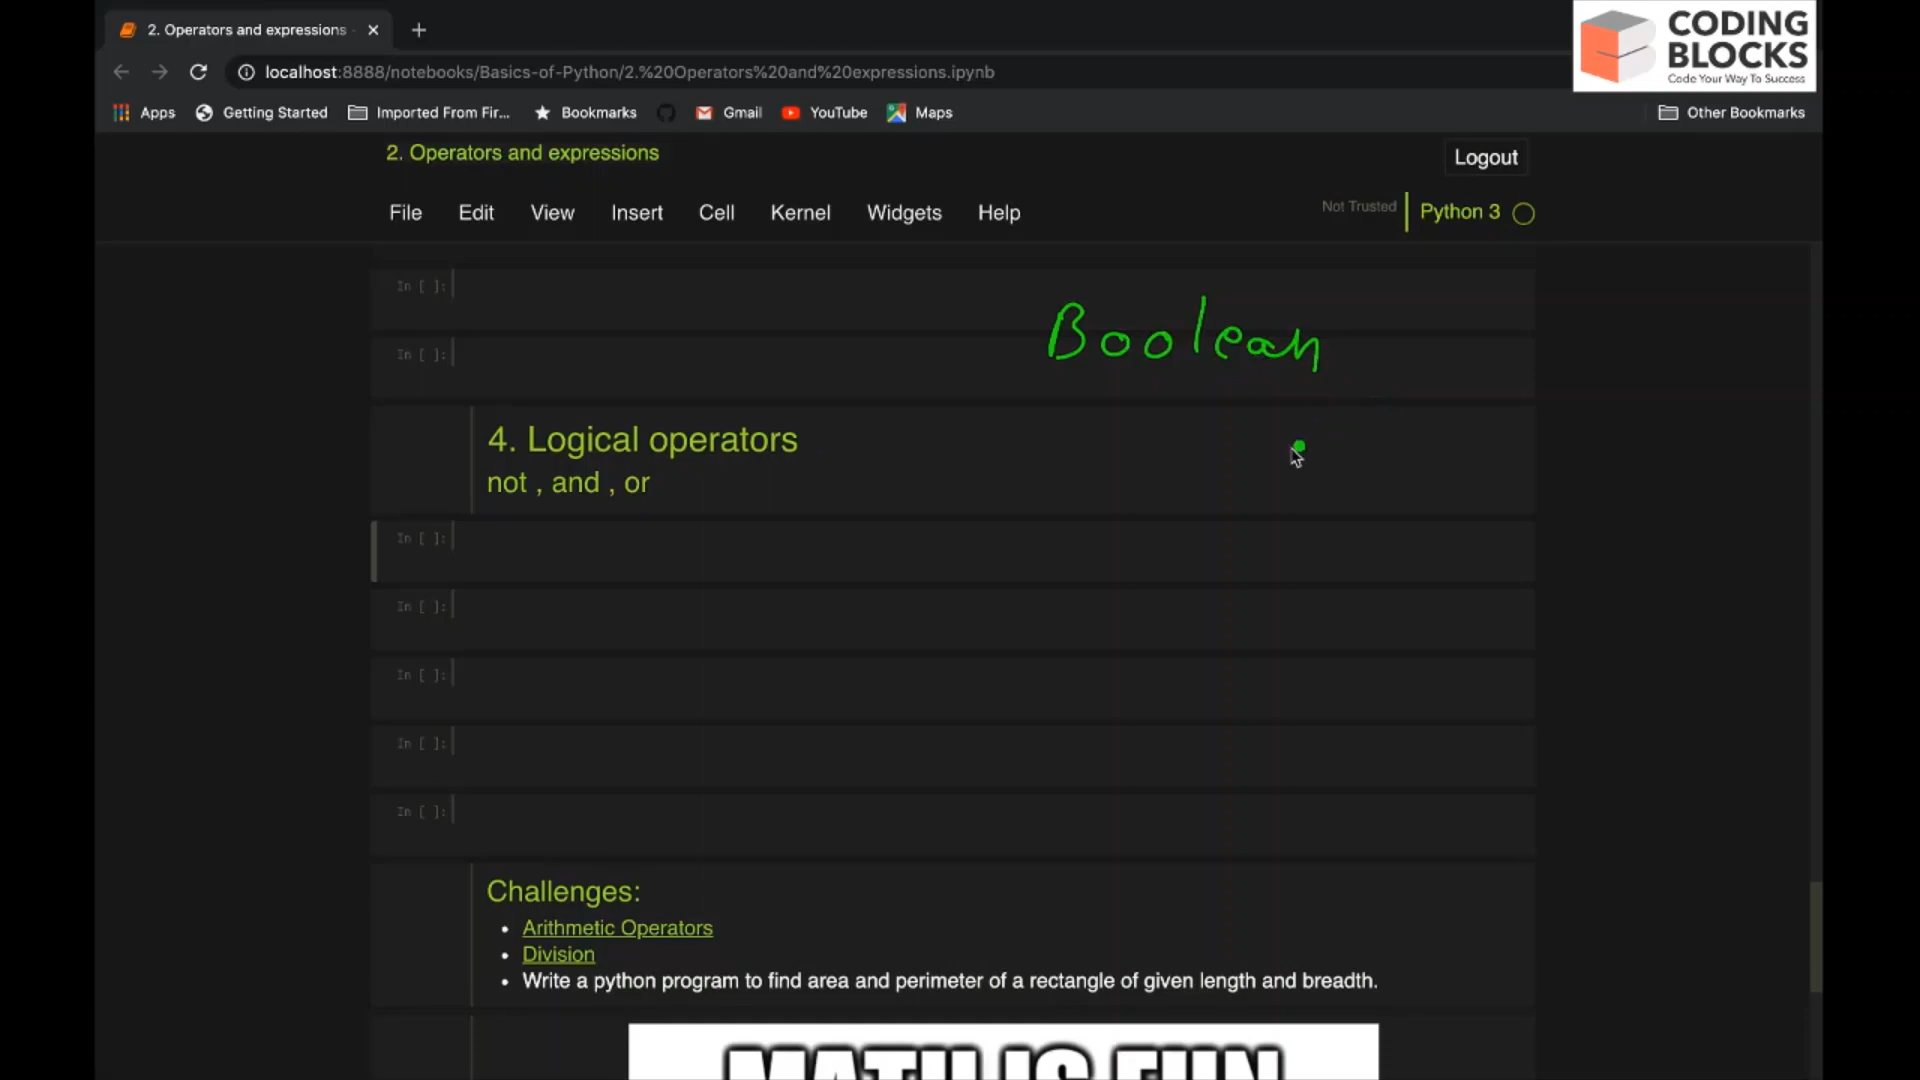 2. Operators and expressions
CODING
BLOCKS
Code Your Way To Success
localhost:8888/notebooks/Basics-of-Python/2.%20Operators%20and%20expressions.ipynb
Apps Getting Started Imported From Fir... Bookmarks Gmail YouTube Maps Other Bookmarks
2. Operators and expressions
Logout
File Edit View Insert Cell Kernel Widgets Help Not Trusted Python 3
In [ ]:
Boolean
In [ ]:
4. Logical operators
not , and , or
In [ ]:
In [ ]:
In [ ]:
In [ ]:
In [ ]:
Challenges:
Arithmetic Operators
Division
Write a python program to find area and perimeter of a rectangle of given length and breadth.
MATH IS FUN